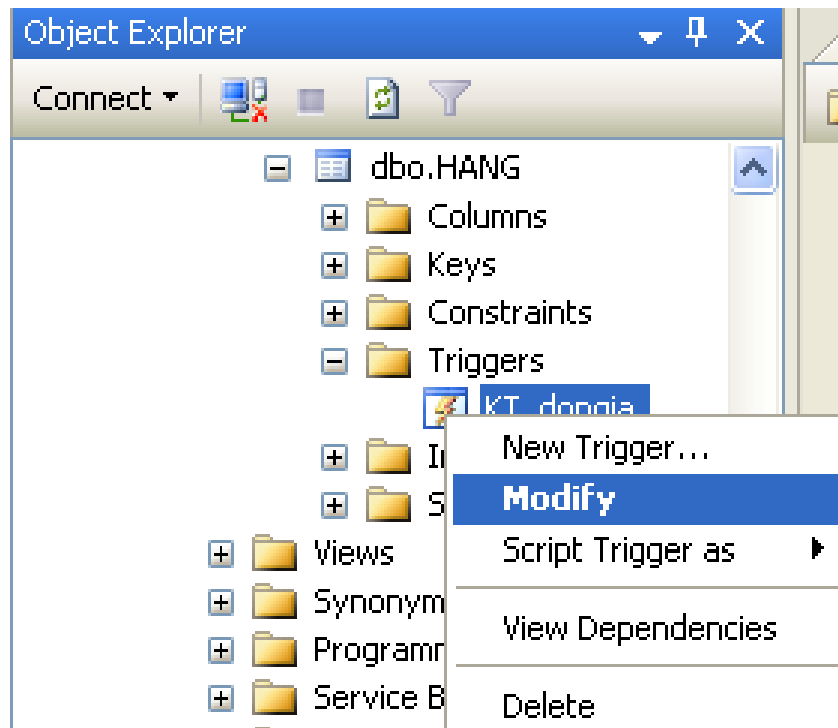 Object Explorer
Connect
dbo.HANG
Columns
Keys
Constraints
Triggers
KT_dongia
New Trigger...
Modify
Script Trigger as
Views
Synonym
View Dependencies
Programm
Service B
Delete